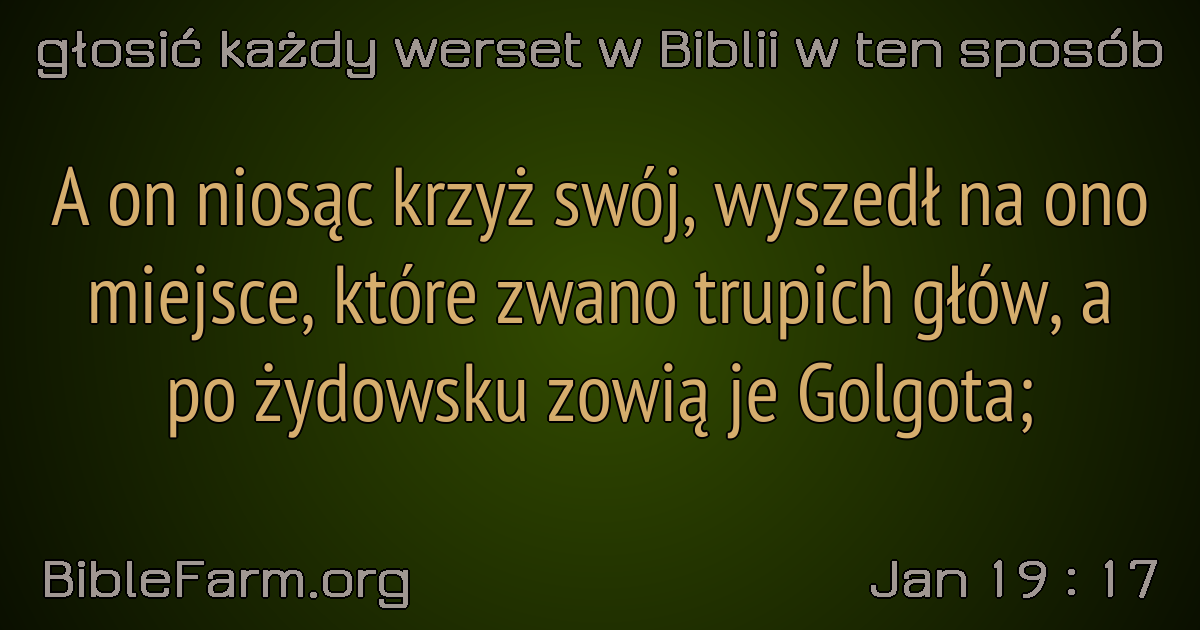 głosić każdy werset w Biblii w ten sposób
A on niosąc krzyż swój, wyszedł na ono
miejsce, które zwano trupich głów, a
po żydowsku zowią je Golgota;
BibleFarm.org
Jan 19 : 17